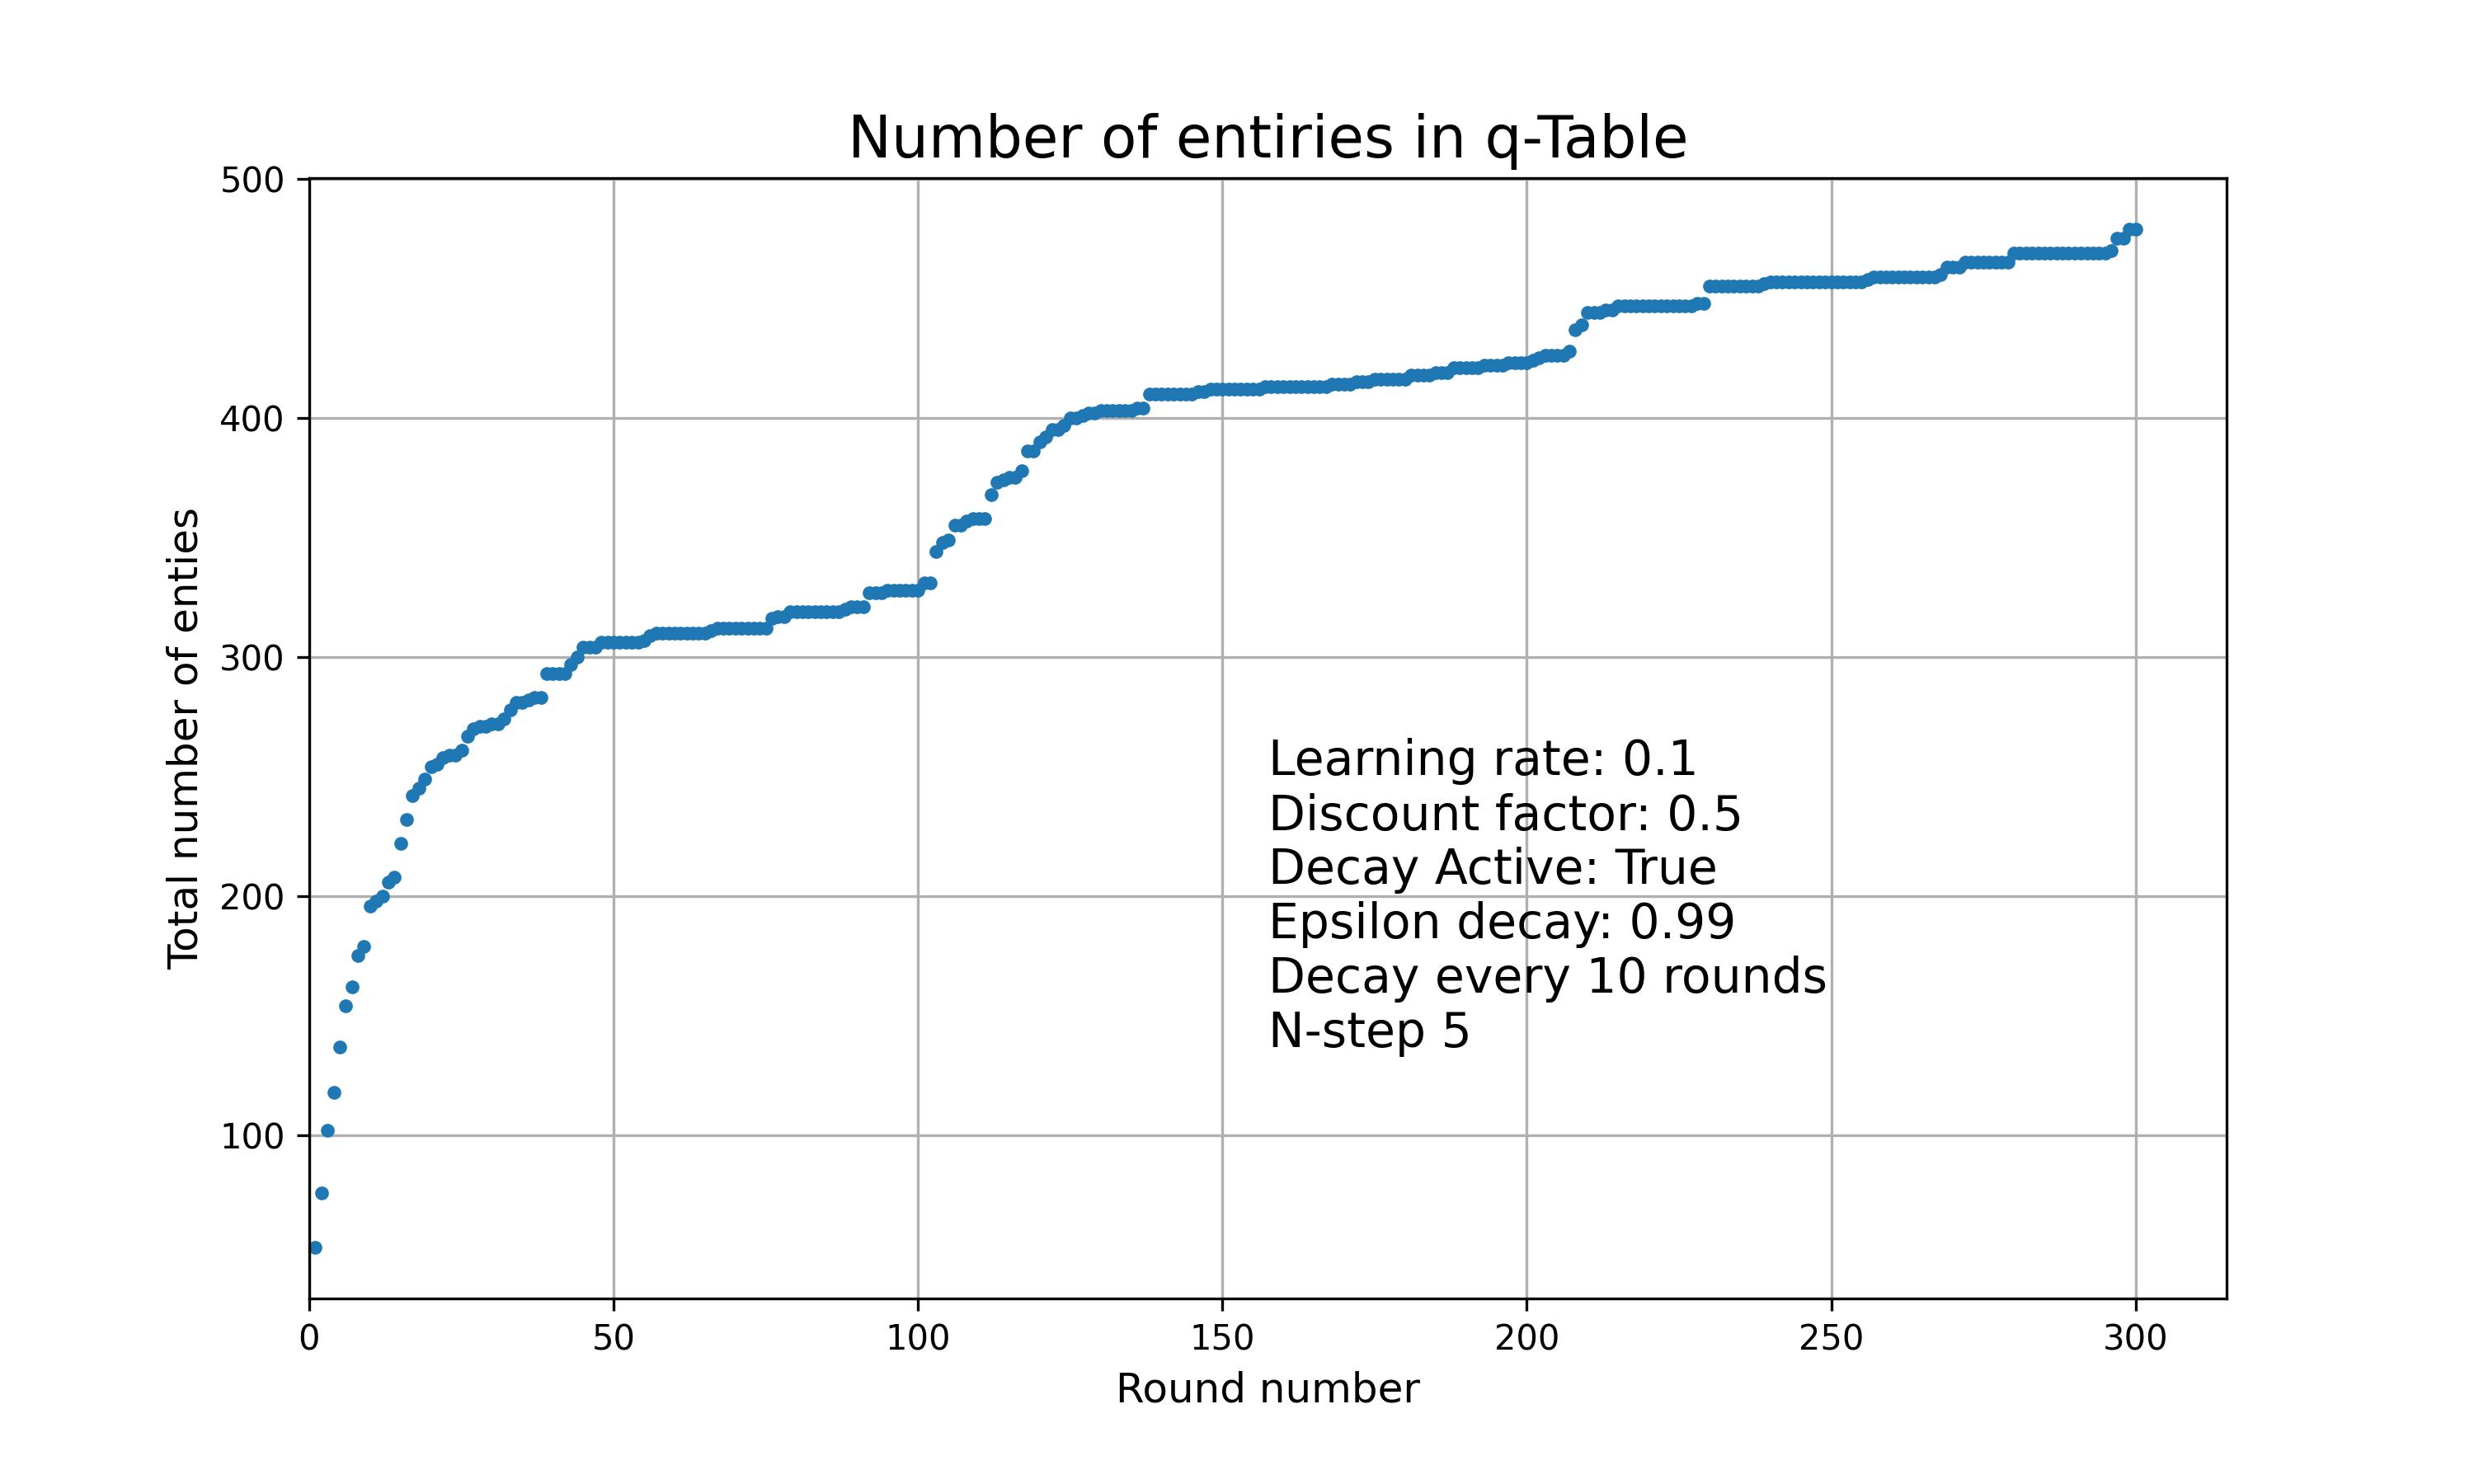 Number of entiries in q-Table
500
400
300
200
100
Total number of enties
Learning rate: 0.1
Discount factor: 0.5
Decay Active: True
Epsilon decay: 0.99
Decay every 10 rounds
N-step 5
0 50 100 150 200 250 300
Round number